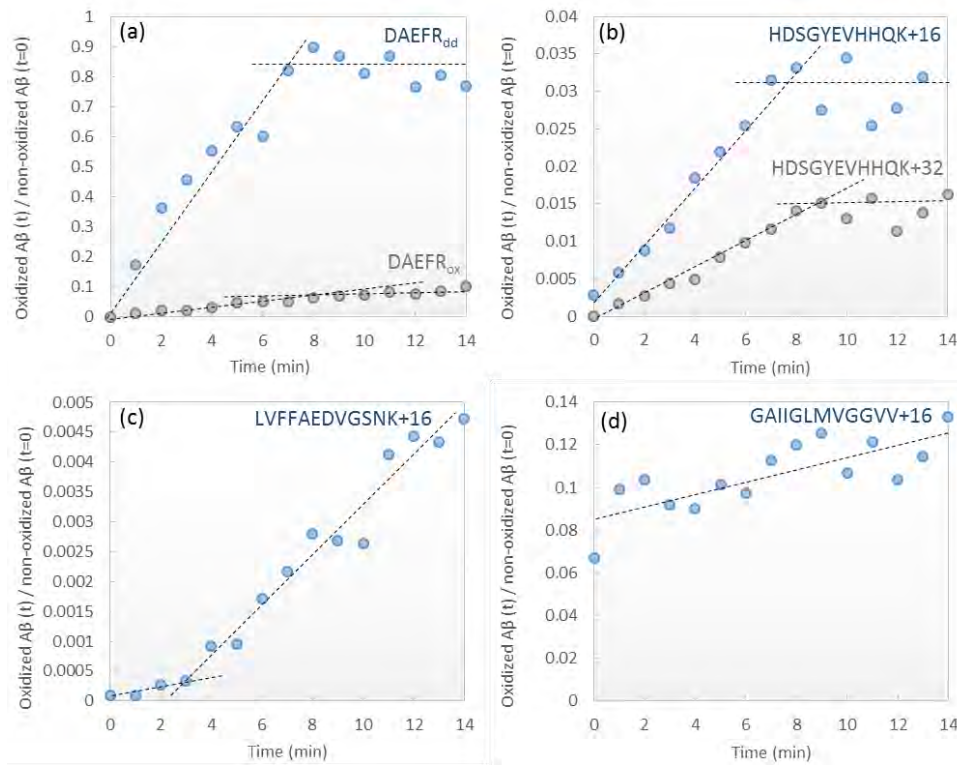 (a)
DAEFRdd
DAEFRox
Oxidized Aβ (t) / non-oxidized Aβ (t=0)
1
0.9
0.8
0.7
0.6
0.5
0.4
0.3
0.2
0.1
0
0 2 4 6 8 10 12 14
Time (min)
(b)
HDSGYEVHHQK+16
HDSGYEVHHQK+32
Oxidized Aβ (t) / non-oxidized Aβ (t=0)
0.04
0.035
0.03
0.025
0.02
0.015
0.01
0.005
0
0 2 4 6 8 10 12 14
Time (min)
(c)
LVFFAEDVGSNK+16
Oxidized Aβ (t) / non-oxidized Aβ (t=0)
0.005
0.0045
0.004
0.0035
0.003
0.0025
0.002
0.0015
0.001
0.0005
0
0 2 4 6 8 10 12 14
Time (min)
(d)
GAIIGLMVGGVV+16
Oxidized Aβ (t) / non-oxidized Aβ (t=0)
0.14
0.12
0.1
0.08
0.06
0.04
0.02
0
0 2 4 6 8 10 12 14
Time (min)